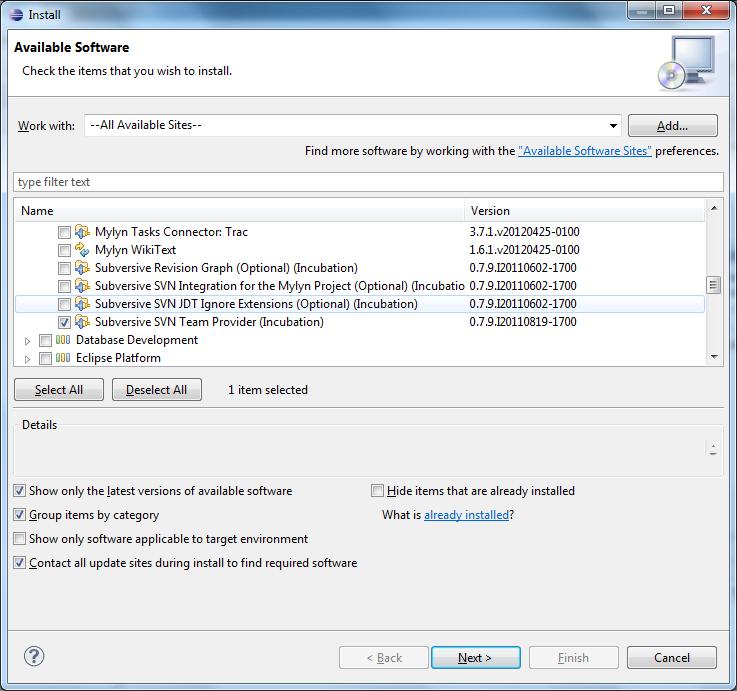 Install
Available Software
Check the items that you wish to install.
Work with: --All Available Sites-- Add...
Find more software by working with the "Available Software Sites" preferences.
type filter text
Name Version
Mylyn Tasks Connector: Trac 3.7.1.v20120425-0100
Mylyn WikiText 1.6.1.v20120425-0100
Subversive Revision Graph (Optional) (Incubation) 0.7.9.I20110602-1700
Subversive SVN Integration for the Mylyn Project (Optional) (Incubatio 0.7.9.I20110602-1700
Subversive SVN JDT Ignore Extensions (Optional) (Incubation) 0.7.9.I20110602-1700
Subversive SVN Team Provider (Incubation) 0.7.9.I20110819-1700
Database Development
Eclipse Platform
Select All Deselect All 1 item selected
Details
Show only the latest versions of available software Hide items that are already installed
Group items by category What is already installed?
Show only software applicable to target environment
Contact all update sites during install to find required software
? < Back Next > Finish Cancel